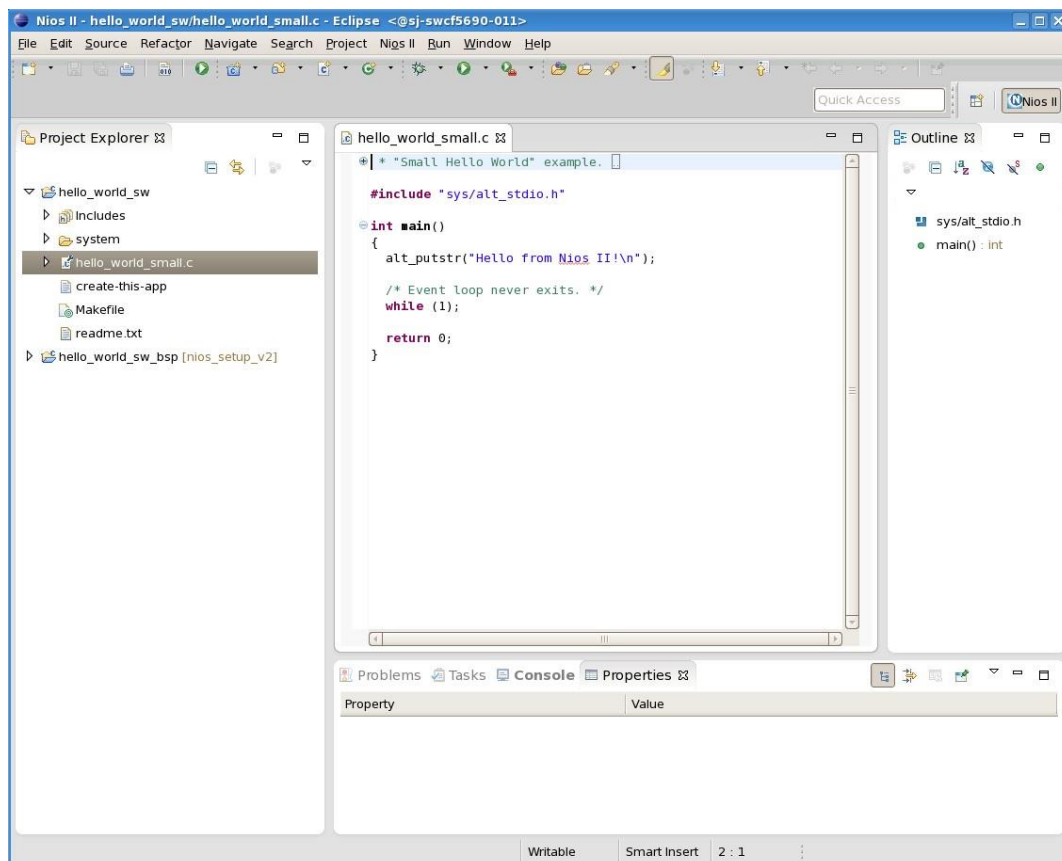 Nios II - hello_world_sw/hello_world_small.c - Eclipse <@sj-swcf5690-011>
File Edit Source Refactor Navigate Search Project Nios II Run Window Help
Quick Access
Nios II
Project Explorer
hello_world_sw
Includes
system
hello_world_small.c
create-this-app
Makefile
readme.txt
hello_world_sw_bsp [nios_setup_v2]
hello_world_small.c
* "Small Hello World" example.
#include "sys/alt_stdio.h"
int main()
{
alt_putstr("Hello from Nios II!\n");
/* Event loop never exits. */
while (1);
return 0;
}
Outline
sys/alt_stdio.h
main() : int
Problems Tasks Console Properties
Property Value
Writable Smart Insert 2 : 1